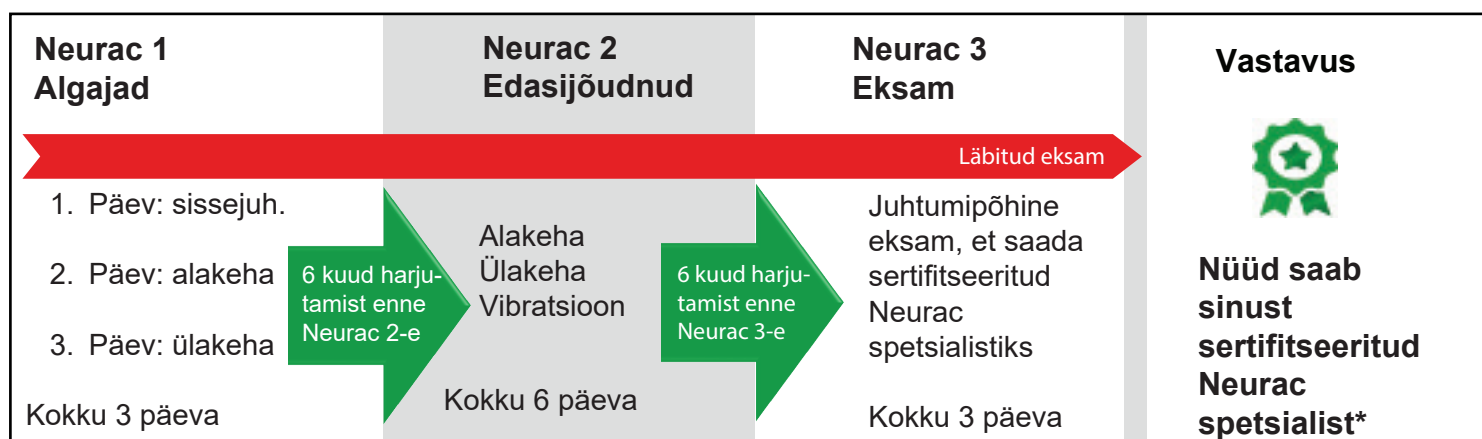 Neurac 1
Algajad
Neurac 2
Edasijõudnud
Neurac 3
Eksam
Vastavus
Läbitud eksam
1. Päev: sissejuh.
2. Päev: alakeha
3. Päev: ülakeha
Kokku 3 päeva
6 kuud harju-
tamist enne
Neurac 2-e
Alakeha
Ülakeha
Vibratsioon
Kokku 6 päeva
6 kuud harju-
tamist enne
Neurac 3-e
Juhtumipõhine
eksam, et saada
sertifitseeritud
Neurac
spetsialistiks
Kokku 3 päeva
Nüüd saab
sinust
sertifitseeritud
Neurac
spetsialist*